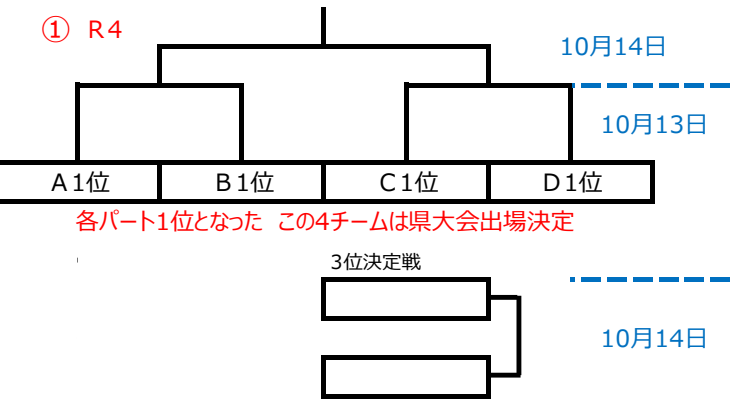 ① R4
10月14日
10月13日
A1位 B1位 C1位 D1位
各パート1位となった この4チームは県大会出場決定
3位決定戦
10月14日